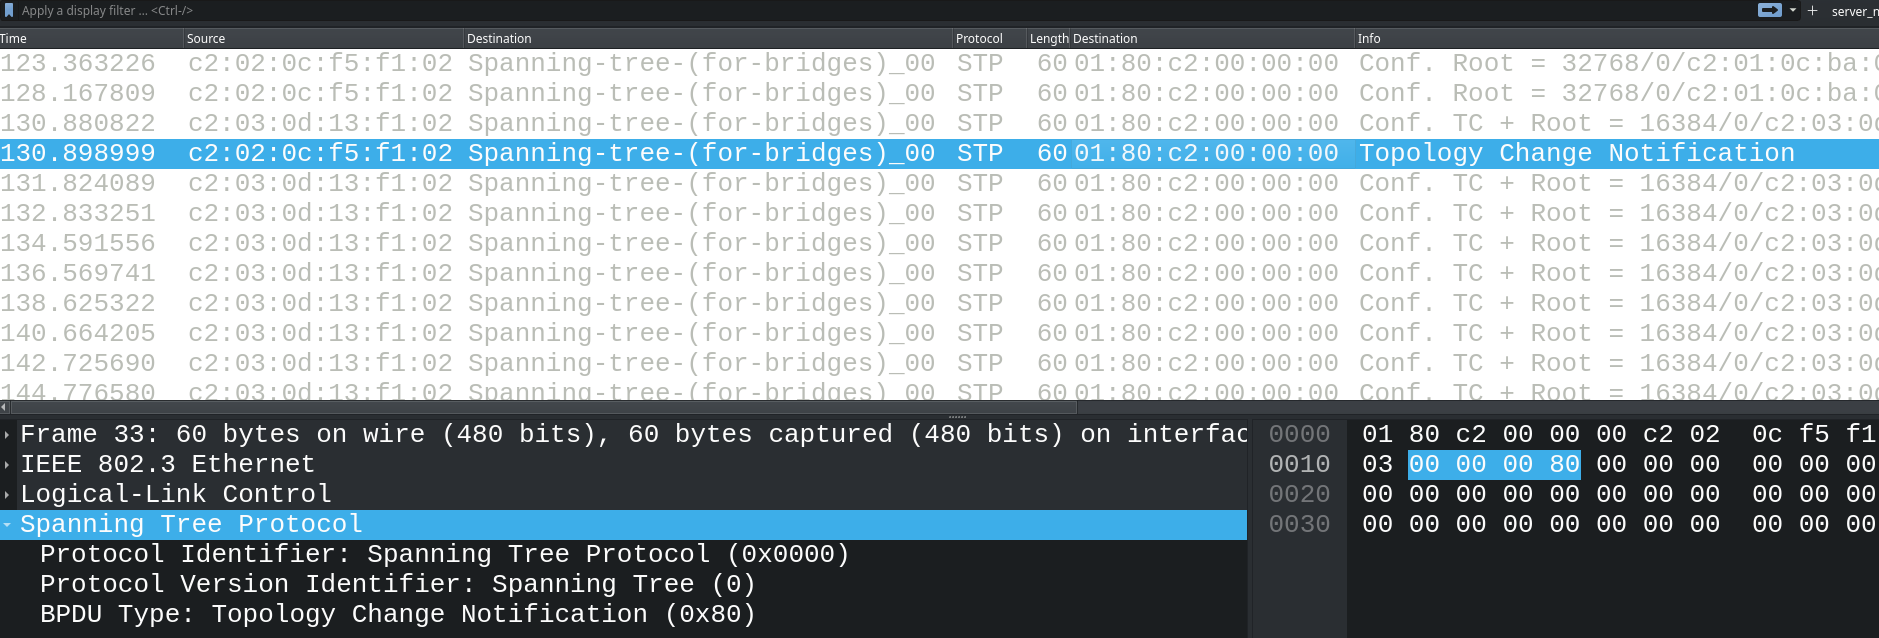 Apply a display filter ... <Ctrl-/> + server_n
Time Source Destination Protocol Length Destination Info
123.363226 c2:02:0c:f5:f1:02 Spanning-tree-(for-bridges)_00 STP 60 01:80:c2:00:00:00 Conf. Root = 32768/0/c2:01:0c:ba:0
128.167809 c2:02:0c:f5:f1:02 Spanning-tree-(for-bridges)_00 STP 60 01:80:c2:00:00:00 Conf. Root = 32768/0/c2:01:0c:ba:0
130.880822 c2:03:0d:13:f1:02 Spanning-tree-(for-bridges)_00 STP 60 01:80:c2:00:00:00 Conf. TC + Root = 16384/0/c2:03:0d
130.898999 c2:02:0c:f5:f1:02 Spanning-tree-(for-bridges)_00 STP 60 01:80:c2:00:00:00 Topology Change Notification
131.824089 c2:03:0d:13:f1:02 Spanning-tree-(for-bridges)_00 STP 60 01:80:c2:00:00:00 Conf. TC + Root = 16384/0/c2:03:0d
132.833251 c2:03:0d:13:f1:02 Spanning-tree-(for-bridges)_00 STP 60 01:80:c2:00:00:00 Conf. TC + Root = 16384/0/c2:03:0d
134.591556 c2:03:0d:13:f1:02 Spanning-tree-(for-bridges)_00 STP 60 01:80:c2:00:00:00 Conf. TC + Root = 16384/0/c2:03:0d
136.569741 c2:03:0d:13:f1:02 Spanning-tree-(for-bridges)_00 STP 60 01:80:c2:00:00:00 Conf. TC + Root = 16384/0/c2:03:0d
138.625322 c2:03:0d:13:f1:02 Spanning-tree-(for-bridges)_00 STP 60 01:80:c2:00:00:00 Conf. TC + Root = 16384/0/c2:03:0d
140.664205 c2:03:0d:13:f1:02 Spanning-tree-(for-bridges)_00 STP 60 01:80:c2:00:00:00 Conf. TC + Root = 16384/0/c2:03:0d
142.725690 c2:03:0d:13:f1:02 Spanning-tree-(for-bridges)_00 STP 60 01:80:c2:00:00:00 Conf. TC + Root = 16384/0/c2:03:0d
144.776580 c2:03:0d:13:f1:02 Spanning-tree-(for-bridges)_00 STP 60 01:80:c2:00:00:00 Conf. TC + Root = 16384/0/c2:03:0d
Frame 33: 60 bytes on wire (480 bits), 60 bytes captured (480 bits) on interfac
IEEE 802.3 Ethernet
Logical-Link Control
Spanning Tree Protocol
Protocol Identifier: Spanning Tree Protocol (0x0000)
Protocol Version Identifier: Spanning Tree (0)
BPDU Type: Topology Change Notification (0x80)
0000 01 80 c2 00 00 00 c2 02 0c f5 f1
0010 03 00 00 00 80 00 00 00 00 00 00
0020 00 00 00 00 00 00 00 00 00 00 00
0030 00 00 00 00 00 00 00 00 00 00 00